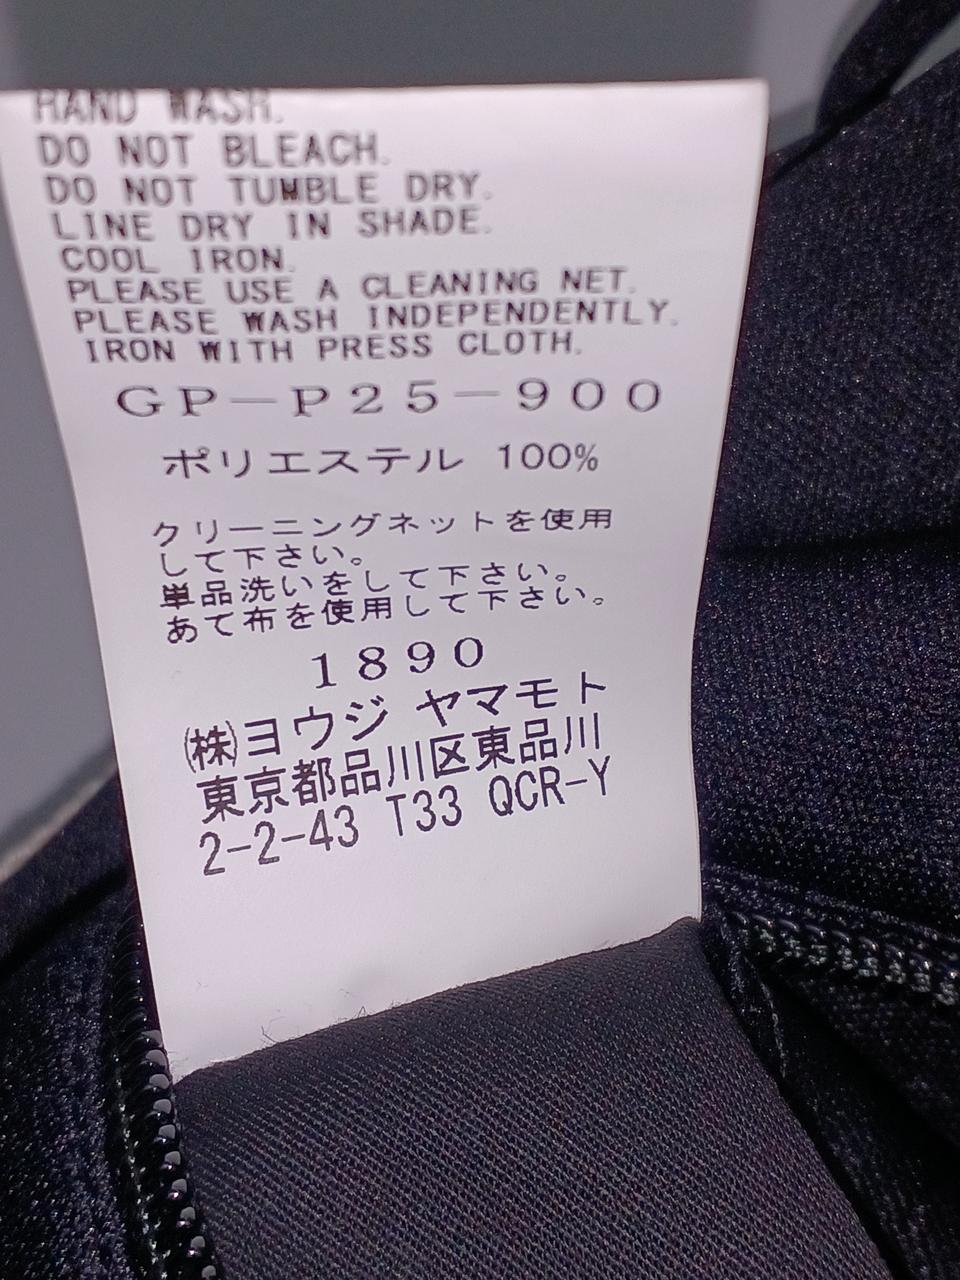 HAND WASH.
DO NOT BLEACH.
DO NOT TUMBLE DRY.
LINE DRY IN SHADE.
COOL IRON.
PLEASE USE A CLEANING NET.
PLEASE WASH INDEPENDENTLY.
IRON WITH PRESS CLOTH.
GP-P25-900
ポリエステル 100%
クリーニングネットを使用
して下さい。
単品洗いをして下さい。
あて布を使用して下さい。
1890
㈱ヨウジ ヤマモト
東京都品川区東品川
2-2-43 T33 QCR-Y